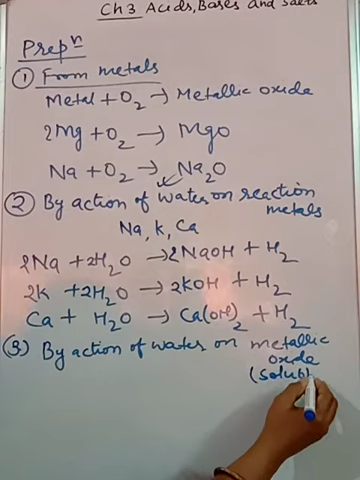 Ch3 Acids, Bases and Salts
Prepⁿ
① From metals
Metal + O₂ → Metallic oxide
2Mg + O₂ → MgO
Na + O₂ → Na₂O
② By action of water on reaction
metals
Na, K, Ca
2Na + 2H₂O → 2NaOH + H₂
2K + 2H₂O → 2KOH + H₂
Ca + H₂O → Ca(OH)₂ + H₂
③ By action of water on metallic
oxide
(solubl